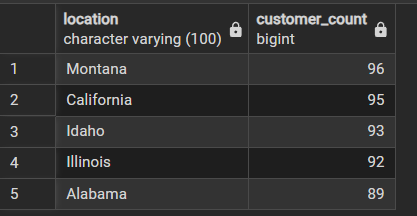 location customer_count
character varying (100) bigint
1 Montana 96
2 California 95
3 Idaho 93
4 Illinois 92
5 Alabama 89